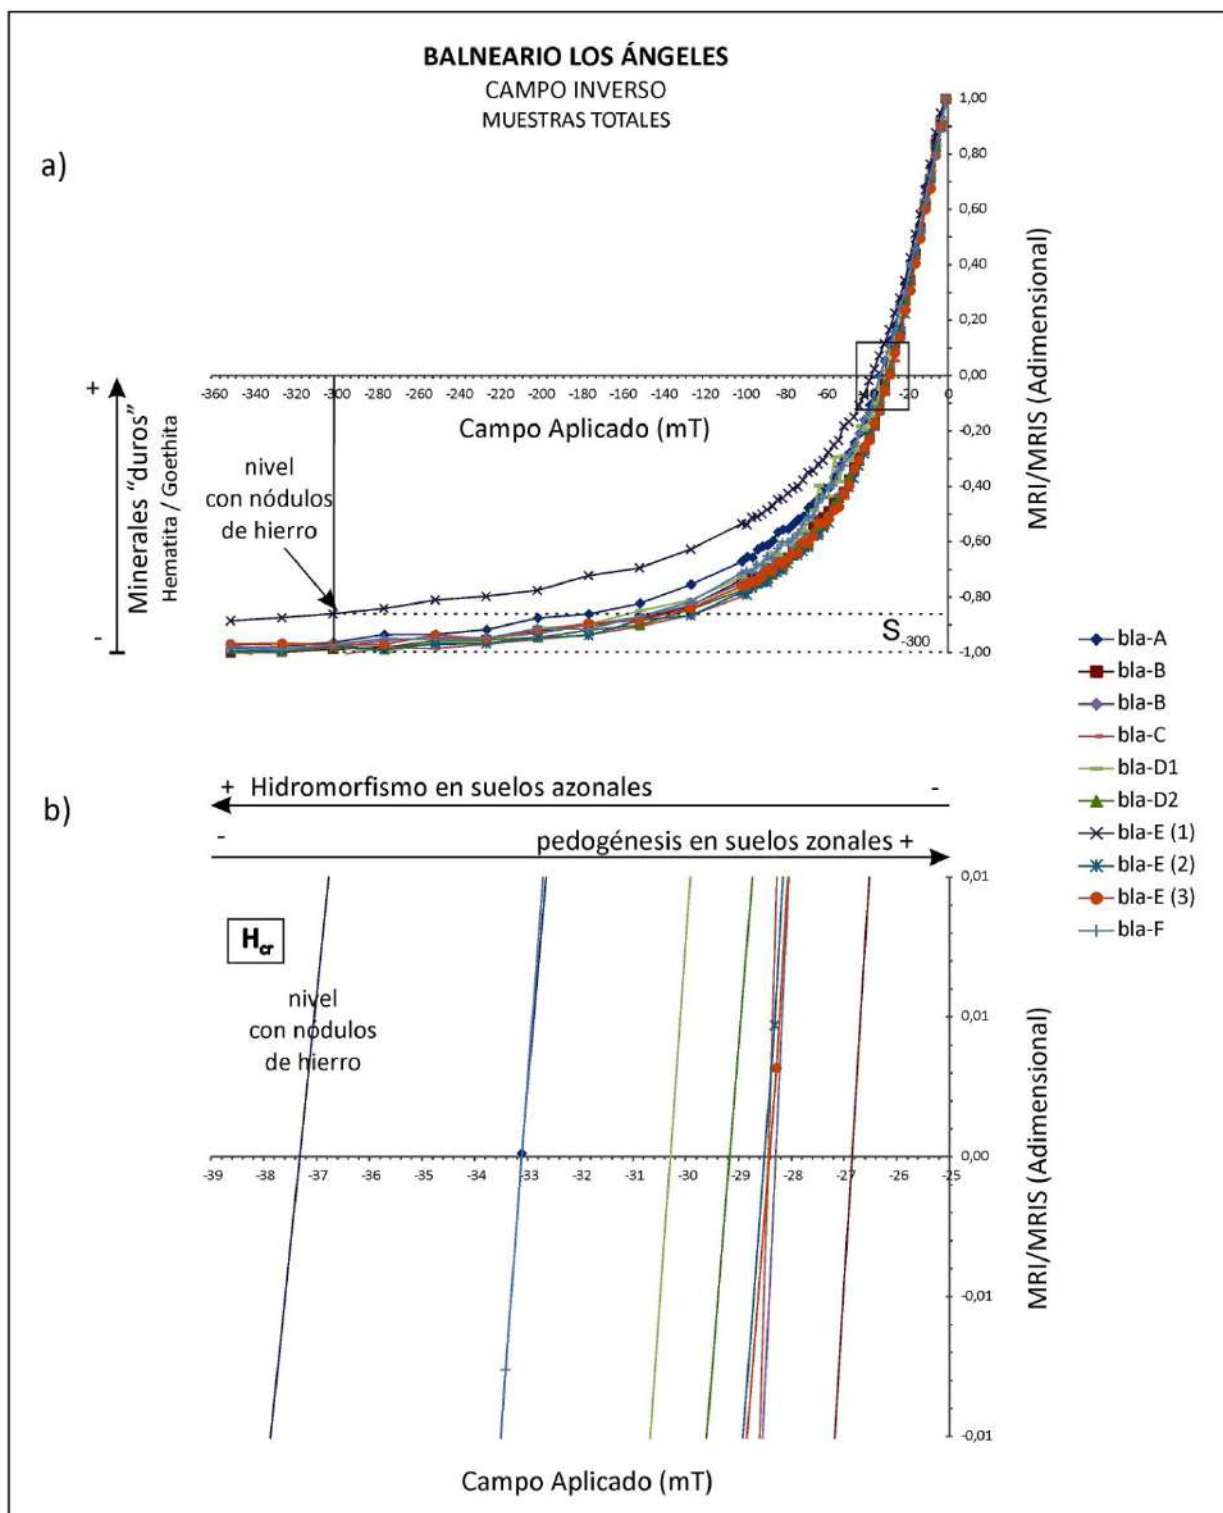 BALNEARIO LOS ÁNGELES
CAMPO INVERSO
MUESTRAS TOTALES
a)
1,00
0,80
0,60
0,40
0,20
0,00
-0,20
-0,40
-0,60
-0,80
-1,00
MRI/MRIS (Adimensional)
-360 -340 -320 -300 -280 -260 -240 -220 -200 -180 -160 -140 -120 -100 -80 -60 -20 0
Campo Aplicado (mT)
+
Minerales "duros"
Hematita / Goethita
-
nivel
con nódulos
de hierro
S-300
bla-A
bla-B
bla-B
bla-C
bla-D1
bla-D2
bla-E (1)
bla-E (2)
bla-E (3)
bla-F
b)
+ Hidromorfismo en suelos azonales -
-
pedogénesis en suelos zonales +
Hcr
nivel
con nódulos
de hierro
0,01
0,01
0,00
-0,01
-0,01
MRI/MRIS (Adimensional)
-39 -38 -37 -36 -35 -34 -33 -32 -31 -30 -29 -28 -27 -26 -25
Campo Aplicado (mT)